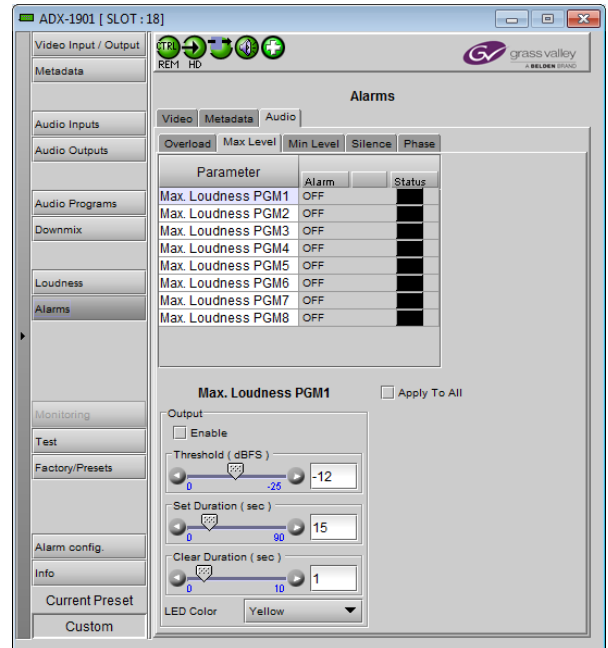 ADX-1901 [ SLOT : 18]
Video Input / Output
Metadata
Audio Inputs
Audio Outputs
Audio Programs
Downmix
Loudness
Alarms
Monitoring
Test
Factory/Presets
Alarm config.
Info
Current Preset
Custom
CTRL
REM HD
GV grass valley
A BELDEN BRAND
Alarms
Video Metadata Audio
Overload Max Level Min Level Silence Phase
Parameter Alarm Status
Max. Loudness PGM1 OFF
Max. Loudness PGM2 OFF
Max. Loudness PGM3 OFF
Max. Loudness PGM4 OFF
Max. Loudness PGM5 OFF
Max. Loudness PGM6 OFF
Max. Loudness PGM7 OFF
Max. Loudness PGM8 OFF
Max. Loudness PGM1 Apply To All
Output
Enable
Threshold ( dBFS )
0 -25 -12
Set Duration ( sec )
0 90 15
Clear Duration ( sec )
0 10 1
LED Color Yellow